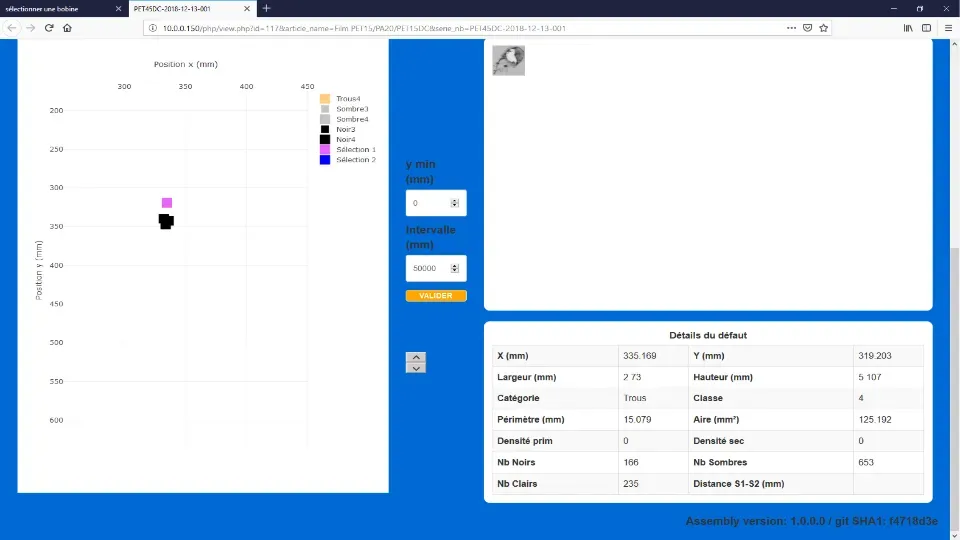 sélectionner une bobine
PET45DC-2018-12-13-001
10.0.0.150/php/view.php?id=117&article_name=Film PET15/PA20/PET15DC&serie_nb=PET45DC-2018-12-13-001
Position x (mm)
300 350 400 450
200
250
300
350
400
450
500
550
600
Position y (mm)
Trous4
Sombre3
Sombre4
Noir3
Noir4
Sélection 1
Sélection 2
y min
(mm)
0
Intervalle
(mm)
50000
VALIDER
Détails du défaut
X (mm) 335.169 Y (mm) 319.203
Largeur (mm) 2.73 Hauteur (mm) 5.107
Catégorie Trous Classe 4
Périmètre (mm) 15.079 Aire (mm²) 125.192
Densité prim 0 Densité sec 0
Nb Noirs 166 Nb Sombres 653
Nb Clairs 235 Distance S1-S2 (mm)
Assembly version: 1.0.0.0 / git SHA1: f4718d3e